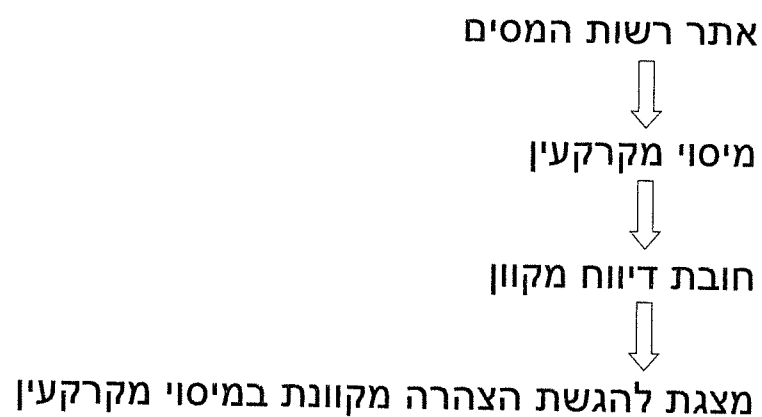 אתר רשות המסים
מיסוי מקרקעין
חובת דיווח מקוון
מצגת להגשת הצהרה מקוונת במיסוי מקרקעין